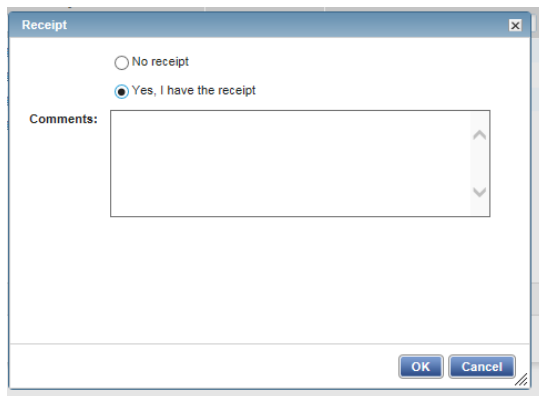 Receipt
No receipt
Yes, I have the receipt
Comments:
OK Cancel